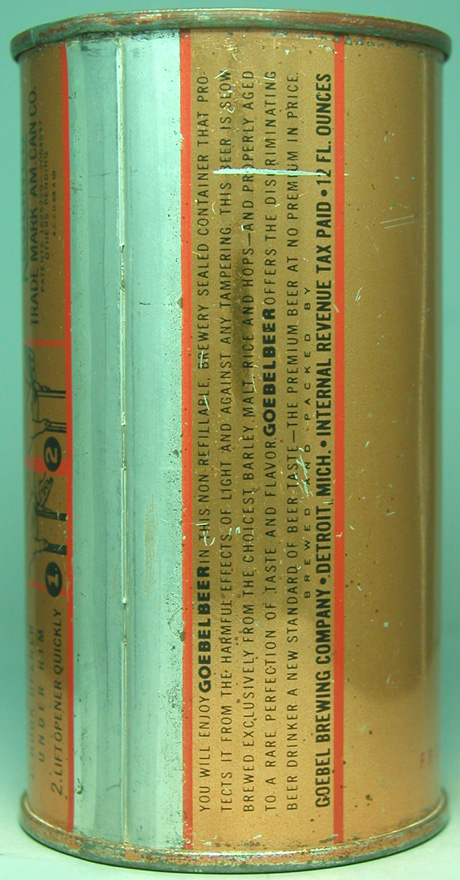 TRADE MARK AM. CAN CO.
OTHERS PENDING
1
2
UNDER RIM
2. LIFT OPENER QUICKLY
YOU WILL ENJOY GOEBEL BEER IN THIS NON REFILLABLE, BREWERY SEALED CONTAINER THAT PRO-
TECTS IT FROM THE HARMFUL EFFECTS OF LIGHT AND AGAINST ANY TAMPERING. THIS BEER IS SLOW
BREWED EXCLUSIVELY FROM THE CHOICEST BARLEY MALT, RICE AND HOPS—AND PROPERLY AGED
TO A RARE PERFECTION OF TASTE AND FLAVOR. GOEBEL BEER OFFERS THE DISCRIMINATING
BEER DRINKER A NEW STANDARD OF BEER TASTE—THE PREMIUM BEER AT NO PREMIUM IN PRICE.
BREWED AND PACKED BY
GOEBEL BREWING COMPANY • DETROIT, MICH. • INTERNAL REVENUE TAX PAID • 12 FL. OUNCES